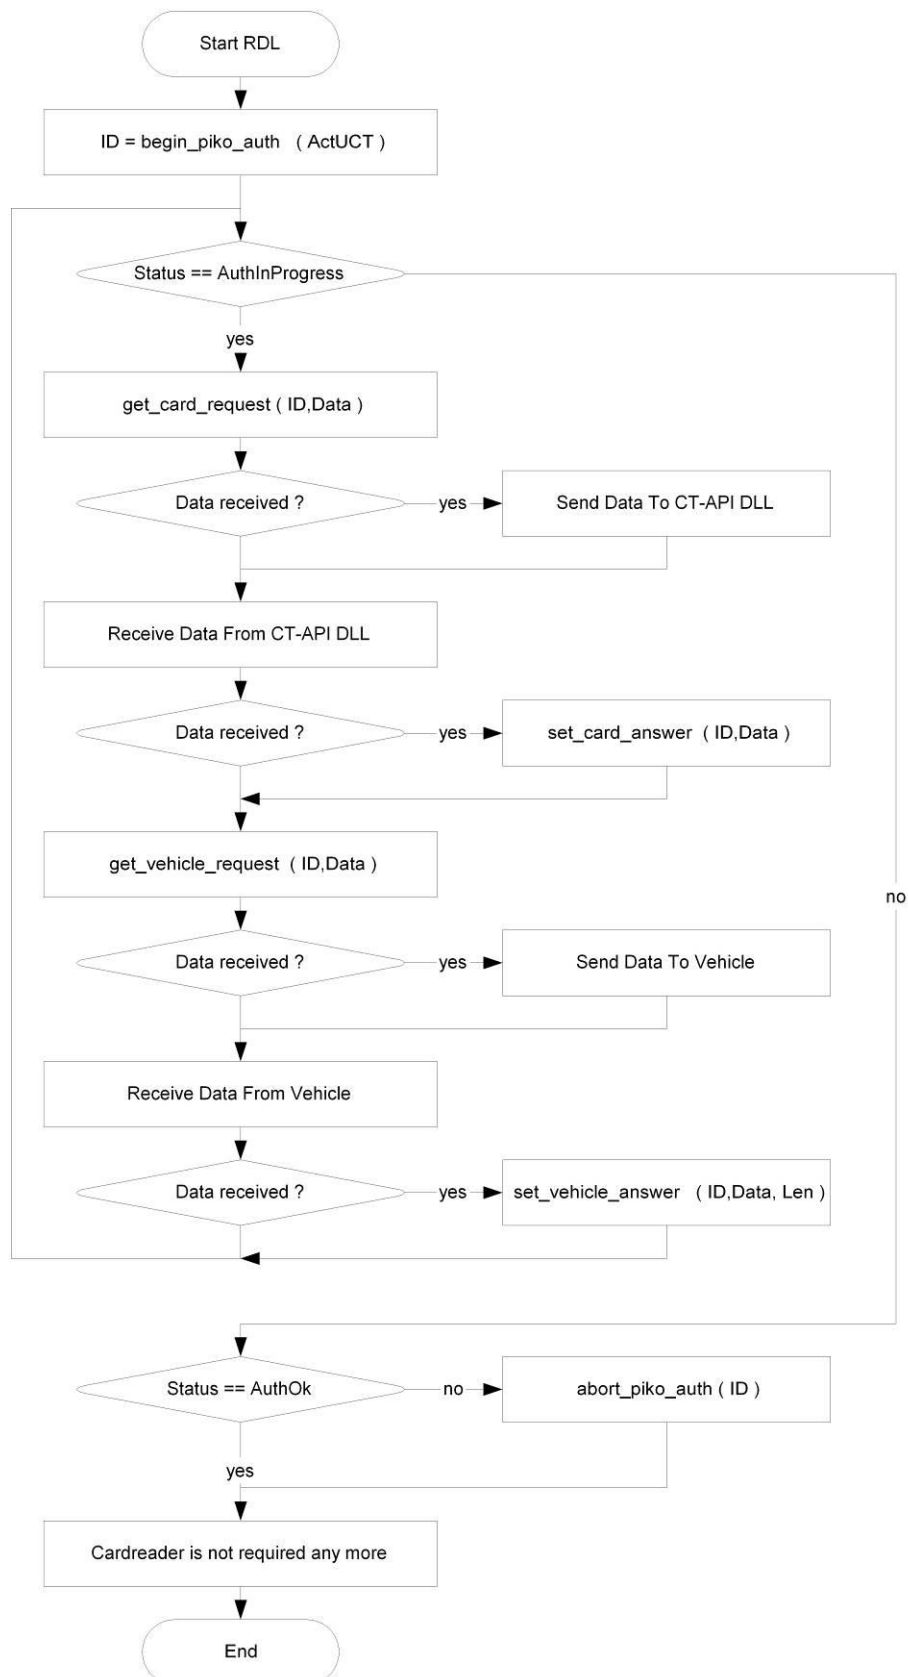 Start RDL
ID = begin_piko_auth ( ActUCT )
Status == AuthInProgress
yes
get_card_request ( ID,Data )
Data received ?
yes
Send Data To CT-API DLL
Receive Data From CT-API DLL
Data received ?
yes
set_card_answer ( ID,Data )
get_vehicle_request ( ID,Data )
no
Data received ?
yes
Send Data To Vehicle
Receive Data From Vehicle
Data received ?
yes
set_vehicle_answer ( ID,Data, Len )
Status == AuthOk
no
abort_piko_auth ( ID )
yes
Cardreader is not required any more
End